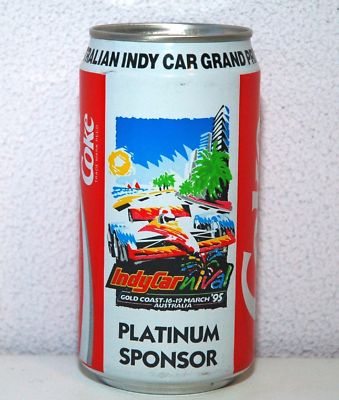 RALIAN INDY CAR GRAND PR
Coke
IndyCarnival
GOLD COAST-16-19 MARCH '95
AUSTRALIA
PLATINUM
SPONSOR